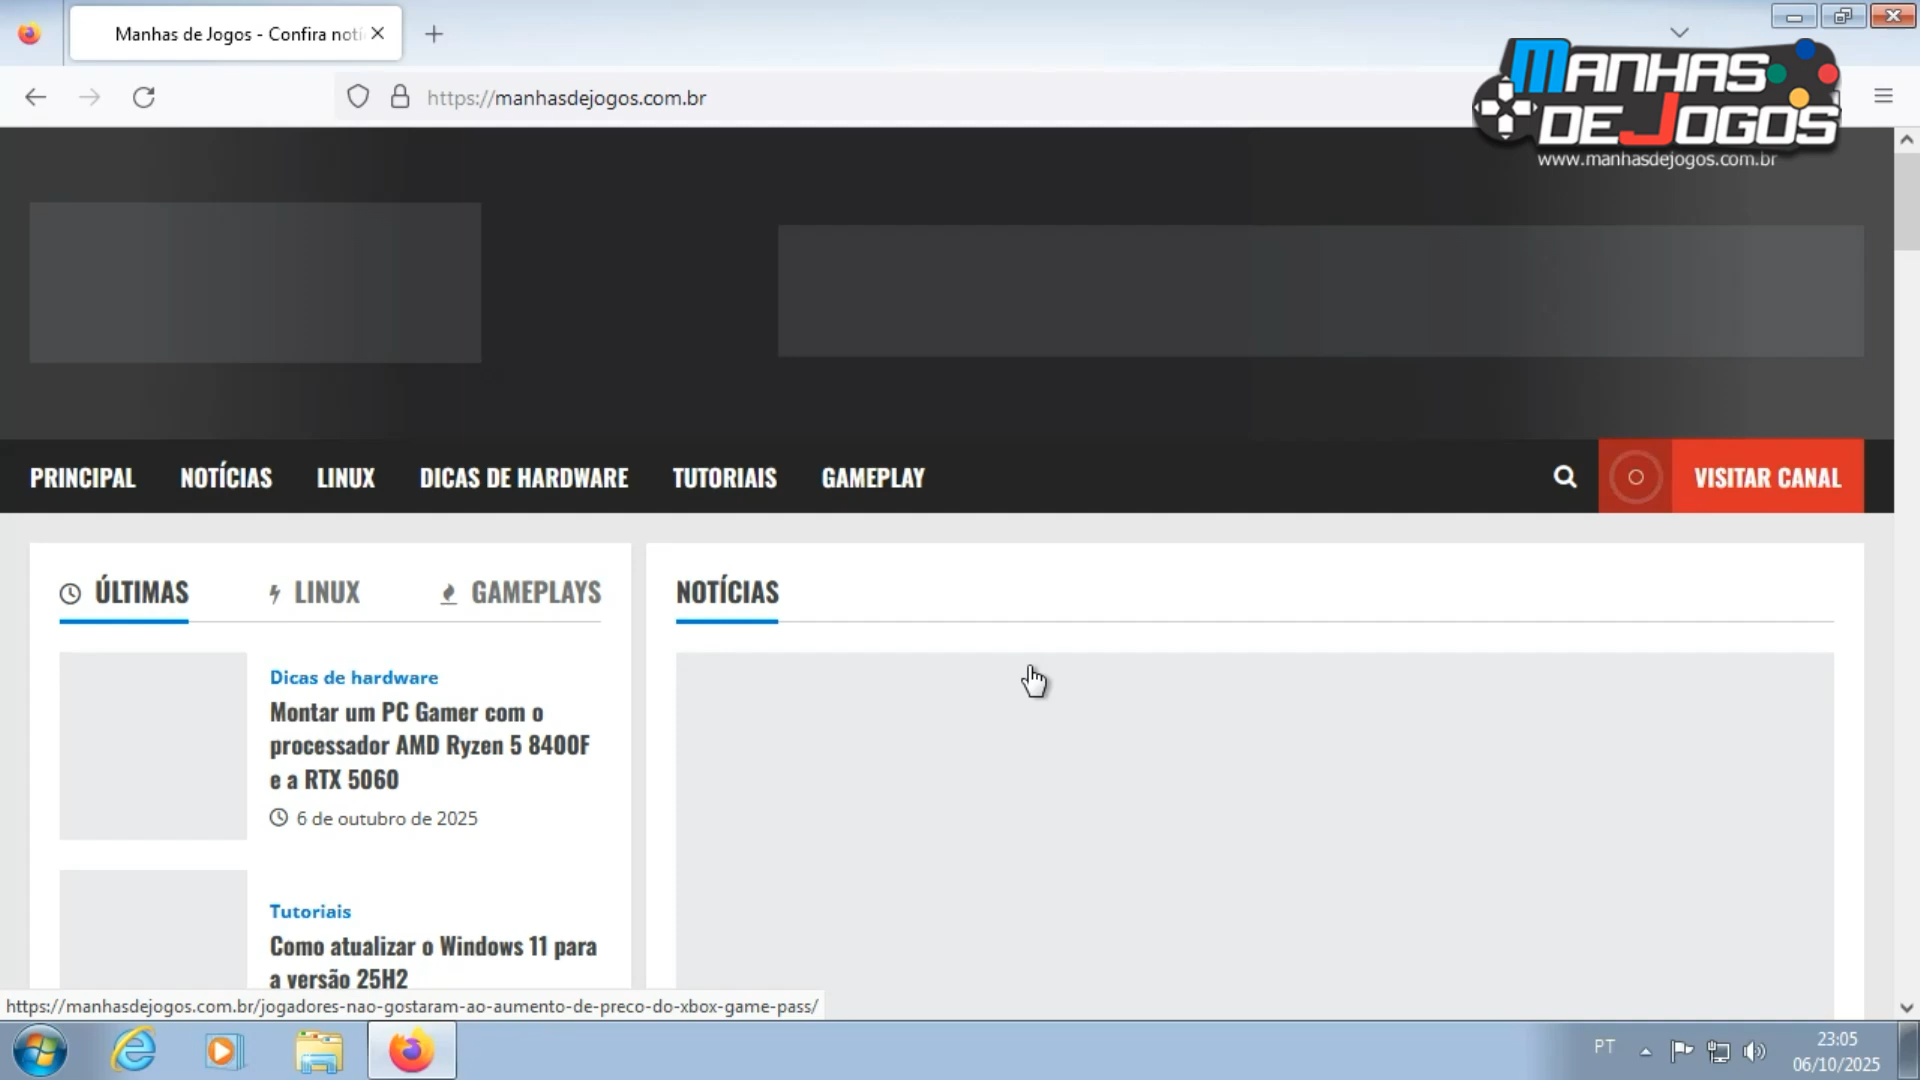 Manhas de Jogos - Confira notí
https://manhasdejogos.com.br
MANHAS
DE JOGOS
www.manhasdejogos.com.br
PRINCIPAL NOTÍCIAS LINUX DICAS DE HARDWARE TUTORIAIS GAMEPLAY VISITAR CANAL
ÚLTIMAS LINUX GAMEPLAYS
NOTÍCIAS
Dicas de hardware
Montar um PC Gamer com o
processador AMD Ryzen 5 8400F
e a RTX 5060
6 de outubro de 2025
Tutoriais
Como atualizar o Windows 11 para
a versão 25H2
https://manhasdejogos.com.br/jogadores-nao-gostaram-ao-aumento-de-preco-do-xbox-game-pass/
PT
23:05
06/10/2025